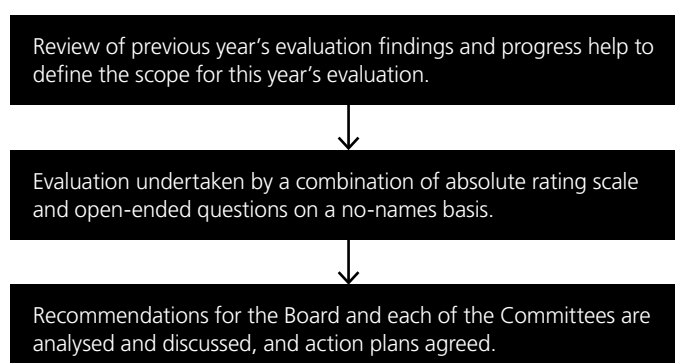 Review of previous year’s evaluation findings and progress help to
define the scope for this year’s evaluation.
Evaluation undertaken by a combination of absolute rating scale
and open-ended questions on a no-names basis.
Recommendations for the Board and each of the Committees are
analysed and discussed, and action plans agreed.